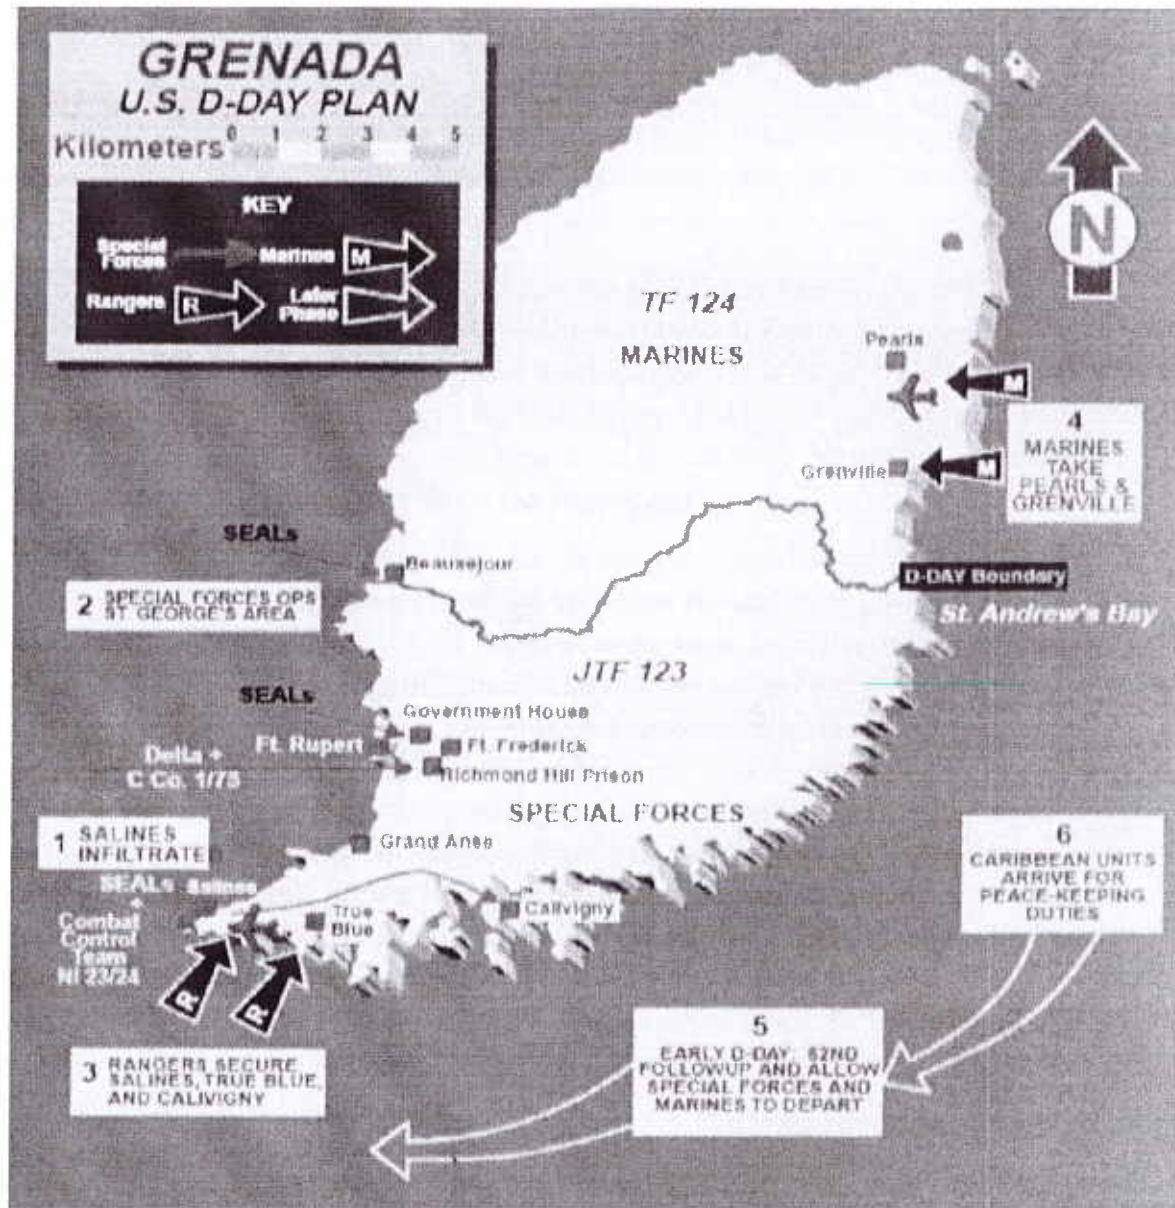 GRENADA
U.S. D-DAY PLAN
Kilometers 0 1 2 3 4 5
KEY
Special
Forces
Marines
M
Rangers
R
Later
Phase
N
TF 124
MARINES
Pearls
M
4
MARINES
TAKE
PEARLS &
GRENVILLE
Grenville
M
SEALs
Beausejour
D-DAY Boundary
2 SPECIAL FORCES OPS
ST. GEORGE'S AREA
St. Andrew's Bay
JTF 123
SEALs
Government House
Ft. Rupert
Ft. Frederick
Delta +
C Co. 1/75
Richmond Hill Prison
SPECIAL FORCES
1 SALINES
INFILTRATED
Grand Anse
6
CARIBBEAN UNITS
ARRIVE FOR
PEACE-KEEPING
DUTIES
SEALs
+
Combat
Control
Team
NI 23/24
Salines
True
Blue
Calivigny
R
R
3 RANGERS SECURE
SALINES, TRUE BLUE,
AND CALIVIGNY
5
EARLY D-DAY: 82ND
FOLLOWUP AND ALLOW
SPECIAL FORCES AND
MARINES TO DEPART